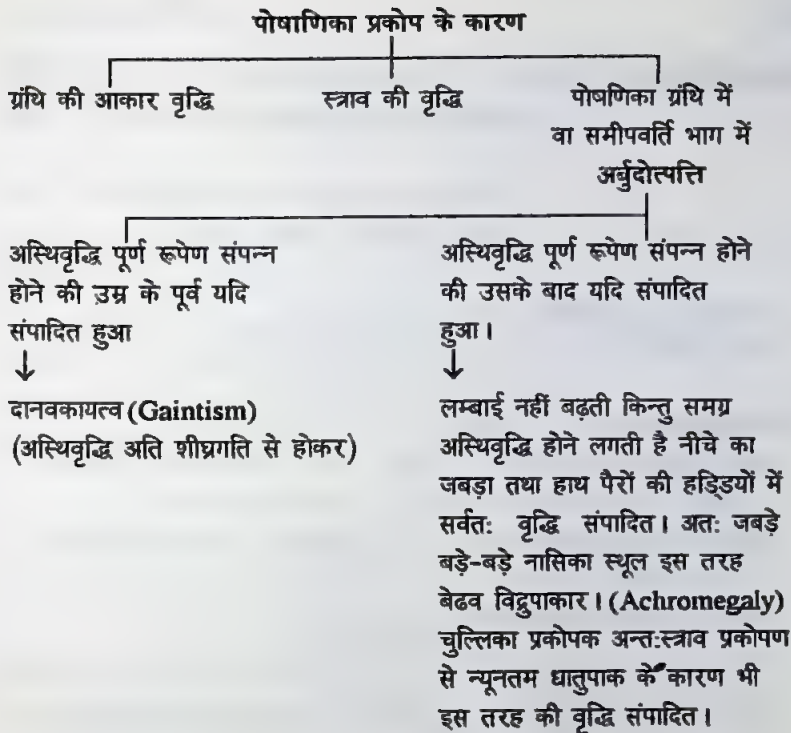 पोषाणिका प्रकोप के कारण
ग्रंथि की आकार वृद्धि
स्त्राव की वृद्धि
पोषणिका ग्रंथि में
वा समीपवर्ति भाग में
अर्बुदोत्पत्ति
अस्थिवृद्धि पूर्ण रूपेण संपन्न
होने की उम्र के पूर्व यदि
संपादित हुआ
↓
दानवकायत्व (Gaintism)
(अस्थिवृद्धि अति शीघ्रगति से होकर)
अस्थिवृद्धि पूर्ण रूपेण संपन्न होने
की उसके बाद यदि संपादित
हुआ।
↓
लम्बाई नहीं बढ़ती किन्तु समग्र
अस्थिवृद्धि होने लगती है नीचे का
जबड़ा तथा हाथ पैरों की हड्डियों में
सर्वतः वृद्धि संपादित। अतः जबड़े
बड़े-बड़े नासिका स्थूल इस तरह
बेढव विद्रुपाकार। (Achromegaly)
चुल्लिका प्रकोपक अन्तःस्त्राव प्रकोपण
से न्यूनतम धातुपाक के कारण भी
इस तरह की वृद्धि संपादित।